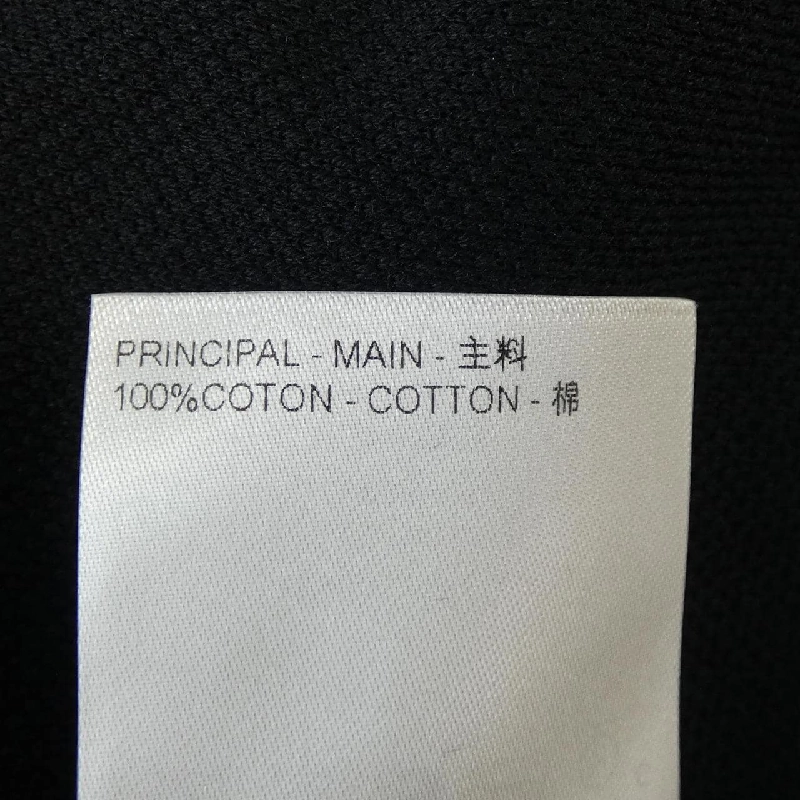 PRINCIPAL - MAIN - 主料
100%COTON - COTTON - 棉